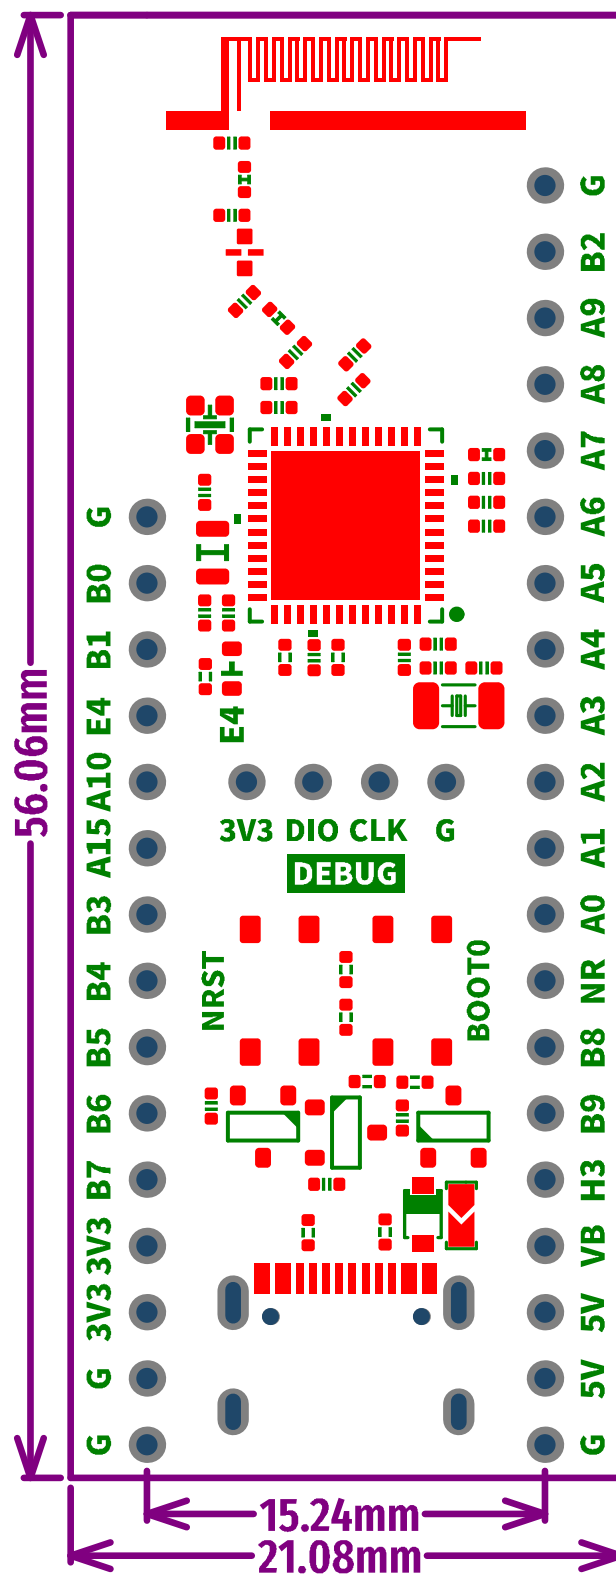 G
B2
A9
A8
A7
A6
A5
A4
A3
A2
A1
A0
NR
B8
B9
H3
VB
5V
5V
G
G
B0
B1
E4
A10
A15
B3
B4
B5
B6
B7
3V3
3V3
G
G
E4
3V3 DIO CLK G
DEBUG
NRST
BOOT0
56.06mm
15.24mm
21.08mm